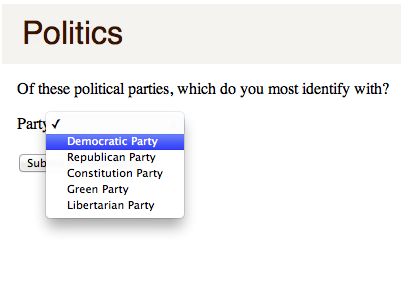 Politics
Of these political parties, which do you most identify with?
Party ✓
Democratic Party
Republican Party
Constitution Party
Sub
Green Party
Libertarian Party